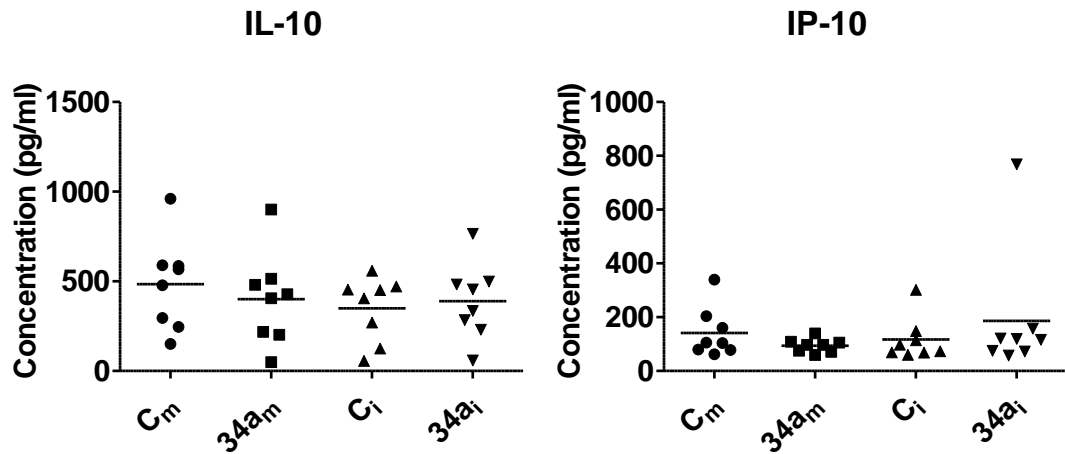 IL-10
Concentration (pg/ml)
1500
1000
500
0
Cm
34am
Ci
34ai
IP-10
Concentration (pg/ml)
1000
800
600
400
200
0
Cm
34am
Ci
34ai